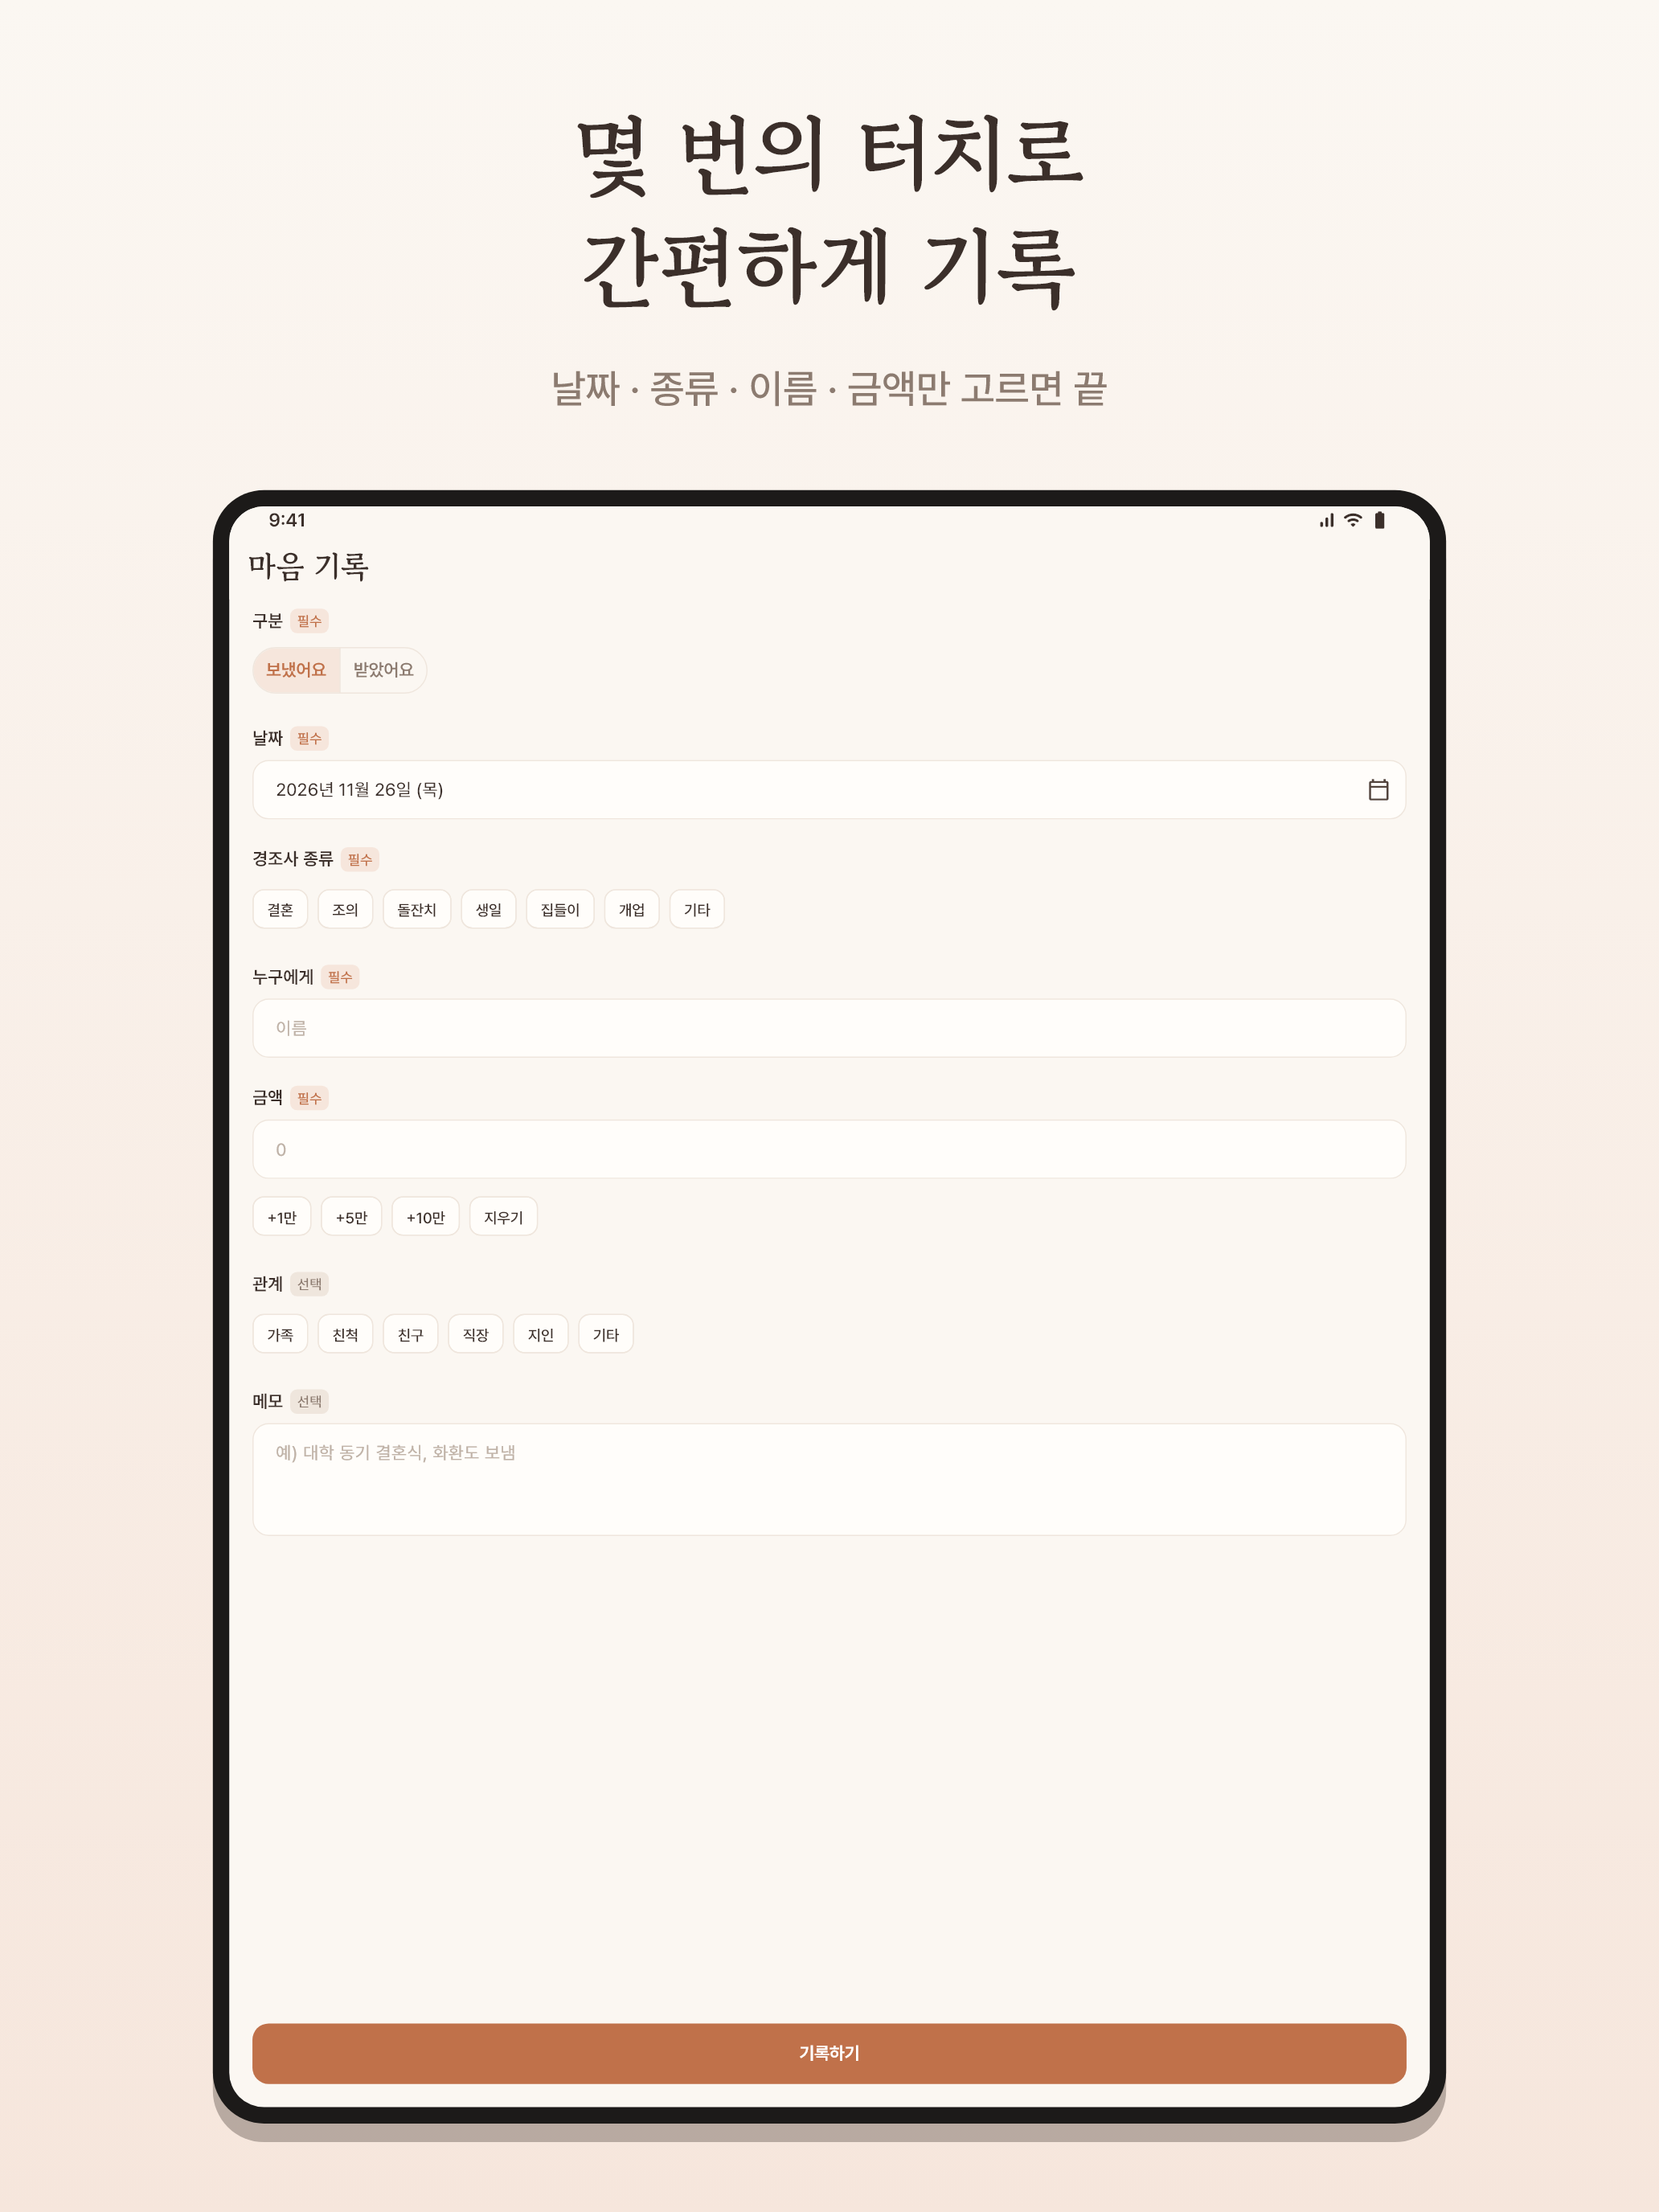 몇 번의 터치로
간편하게 기록
날짜 · 종류 · 이름 · 금액만 고르면 끝
9:41
마음 기록
구분 필수
보냈어요 받았어요
날짜 필수
2026년 11월 26일 (목)
경조사 종류 필수
결혼 조의 돌잔치 생일 집들이 개업 기타
누구에게 필수
이름
금액 필수
0
+1만 +5만 +10만 지우기
관계 선택
가족 친척 친구 직장 지인 기타
메모 선택
예) 대학 동기 결혼식, 화환도 보냄
기록하기